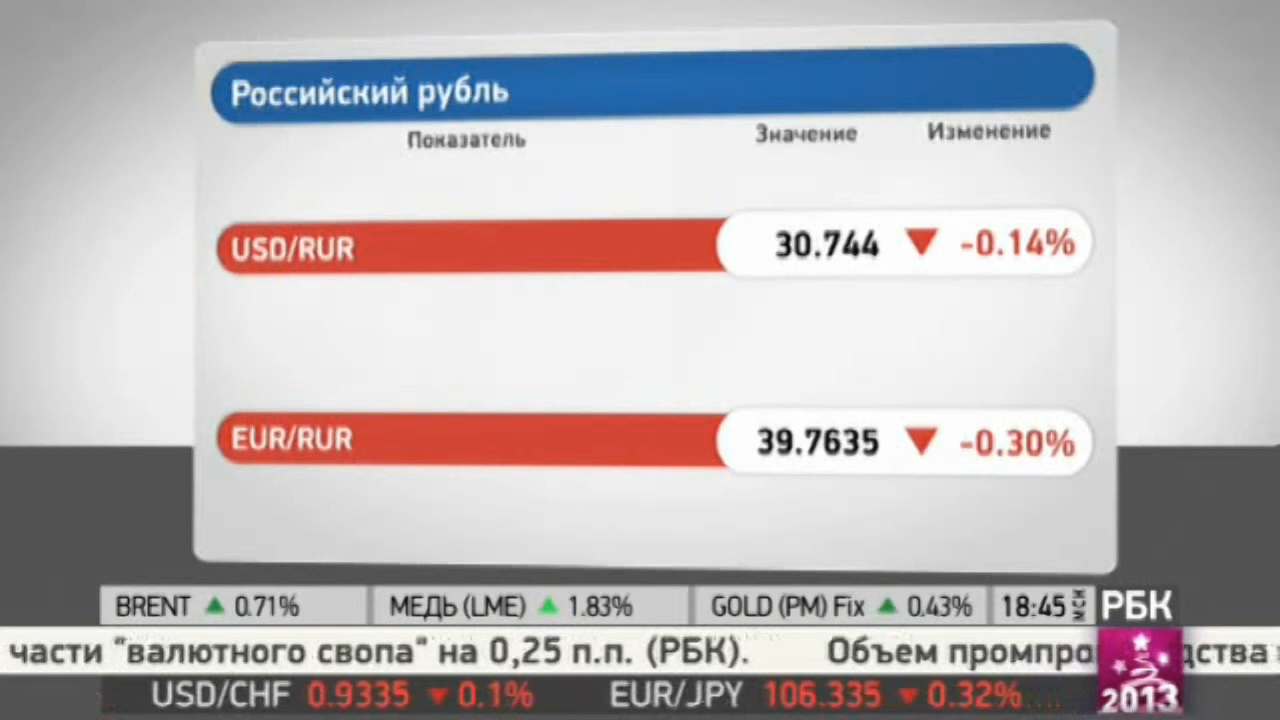 Российский рубль
Показатель Значение Изменение
USD/RUR 30.744 ▼ -0.14%
EUR/RUR 39.7635 ▼ -0.30%
BRENT ▲ 0.71% МЕДЬ (LME) ▲ 1.83% GOLD (PM) Fix ▲ 0.43% 18:45 МСК РБК
части "валютного свопа" на 0,25 п.п. (РБК). Объем промпро дства в
USD/CHF 0.9335 ▼ 0.1% EUR/JPY 106.335 ▼ 0.32% 2013